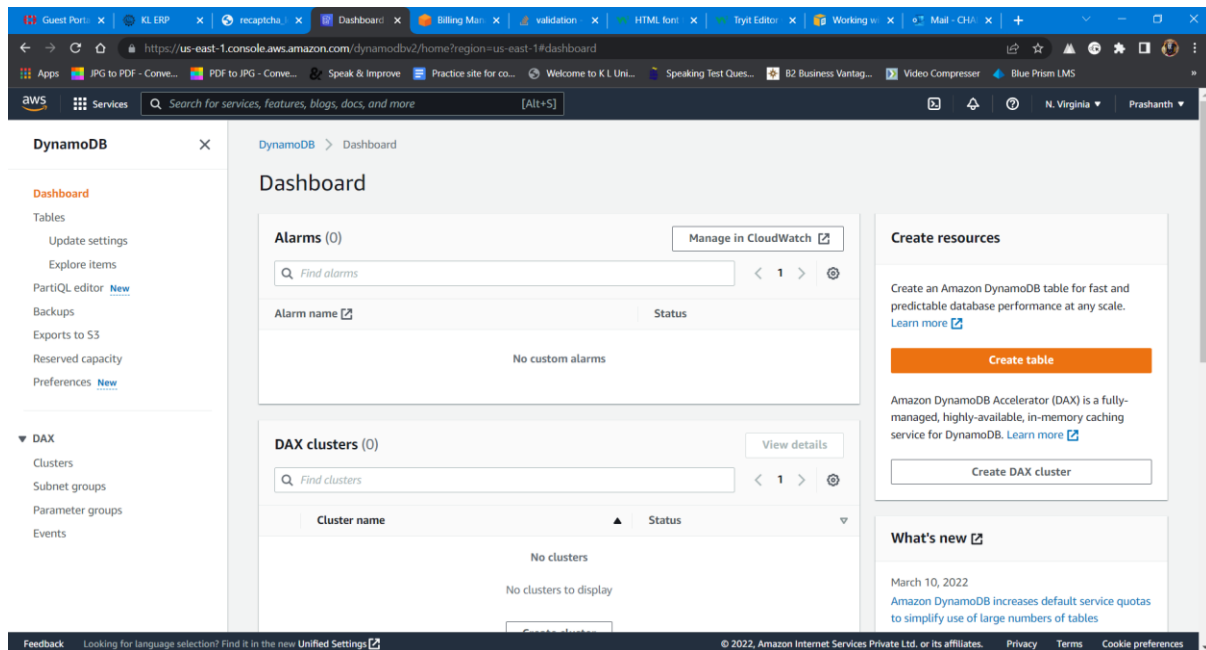 Guest Port
KL ERP
recaptcha_
Dashboard
Billing Man
validation
HTML font
Tryit Editor
Working w
Mail - CHA
https://us-east-1.console.aws.amazon.com/dynamodbv2/home?region=us-east-1#dashboard
Apps JPG to PDF - Conve... PDF to JPG - Conve... Speak & Improve Practice site for co... Welcome to K L Uni... Speaking Test Ques... B2 Business Vantag... Video Compresser Blue Prism LMS
aws Services Search for services, features, blogs, docs, and more [Alt+S] N. Virginia Prashanth
DynamoDB
Dashboard
Tables
Update settings
Explore items
PartiQL editor New
Backups
Exports to S3
Reserved capacity
Preferences New
DAX
Clusters
Subnet groups
Parameter groups
Events
DynamoDB > Dashboard
Dashboard
Alarms (0) Manage in CloudWatch
Find alarms < 1 >
Alarm name Status
No custom alarms
DAX clusters (0) View details
Find clusters < 1 >
Cluster name Status
No clusters
No clusters to display
Create cluster
Create resources
Create an Amazon DynamoDB table for fast and
predictable database performance at any scale.
Learn more
Create table
Amazon DynamoDB Accelerator (DAX) is a fully-
managed, highly-available, in-memory caching
service for DynamoDB. Learn more
Create DAX cluster
What's new
March 10, 2022
Amazon DynamoDB increases default service quotas
to simplify use of large numbers of tables
Feedback Looking for language selection? Find it in the new Unified Settings © 2022, Amazon Internet Services Private Ltd. or its affiliates. Privacy Terms Cookie preferences